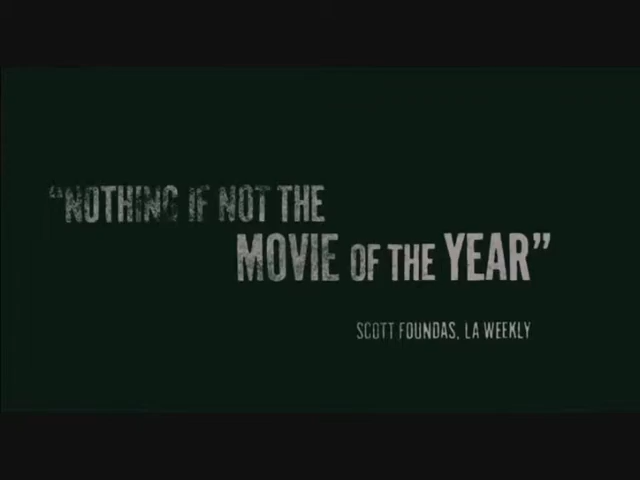 “NOTHING IF NOT THE
MOVIE OF THE YEAR”
SCOTT FOUNDAS, LA WEEKLY